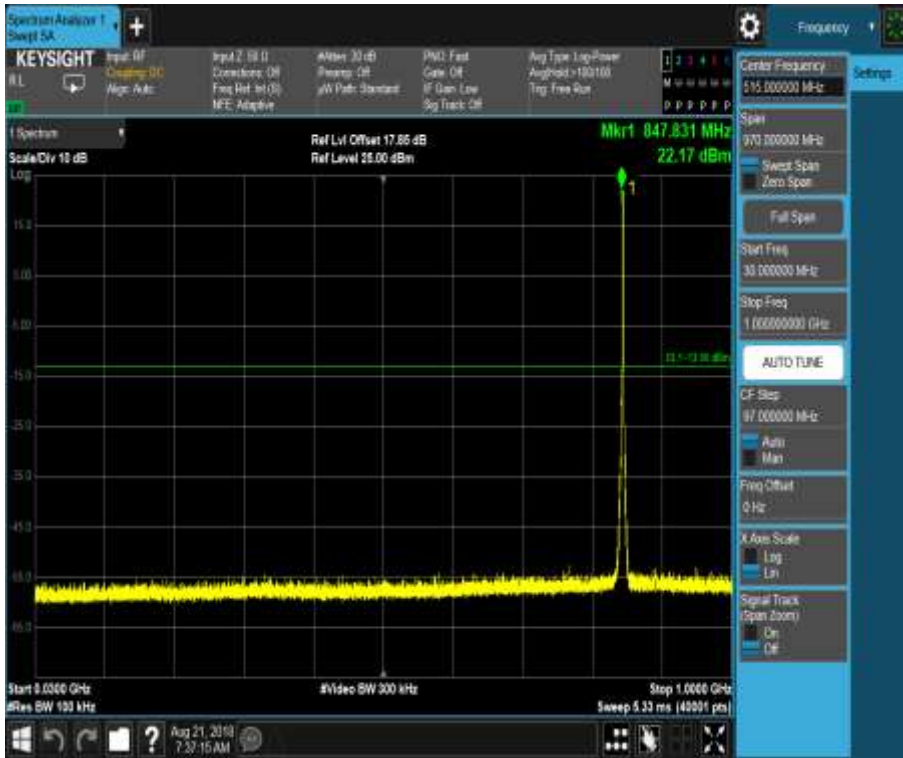 Spectrum Analyzer 1
Swept SA
+
Frequency
KEYSIGHT
Input: RF
Coupling: DC
Align: Auto
Input Z: 50 Ω
Corrections: Off
Freq Ref: Int (S)
NFE: Adaptive
#Atten: 30 dB
Preamp: Off
µW Path: Standard
PNO: Fast
Gate: Off
IF Gain: Low
Sig Track: Off
Avg Type: Log-Power
Avg|Hold:>100/100
Trig: Free Run
1 2 3 4 5 6
M W W W W W
P P P P P P
Center Frequency
515.000000 MHz
Settings
Span
970.000000 MHz
Swept Span
Zero Span
Full Span
Start Freq
30.000000 MHz
Stop Freq
1.000000000 GHz
AUTO TUNE
CF Step
97.000000 MHz
Auto
Man
Freq Offset
0 Hz
X Axis Scale
Log
Lin
Signal Track
(Span Zoom)
On
Off
1 Spectrum
Scale/Div 10 dB
Log
Ref Lvl Offset 17.85 dB
Ref Level 25.00 dBm
Mkr1 847.831 MHz
22.17 dBm
1
15.0
5.00
-5.00
-15.0
-25.0
-35.0
-45.0
-55.0
-65.0
Start 0.0300 GHz
#Res BW 100 kHz
#Video BW 300 kHz
Stop 1.0000 GHz
Sweep 5.33 ms (40001 pts)
?
Aug 21, 2018
7:37:15 AM